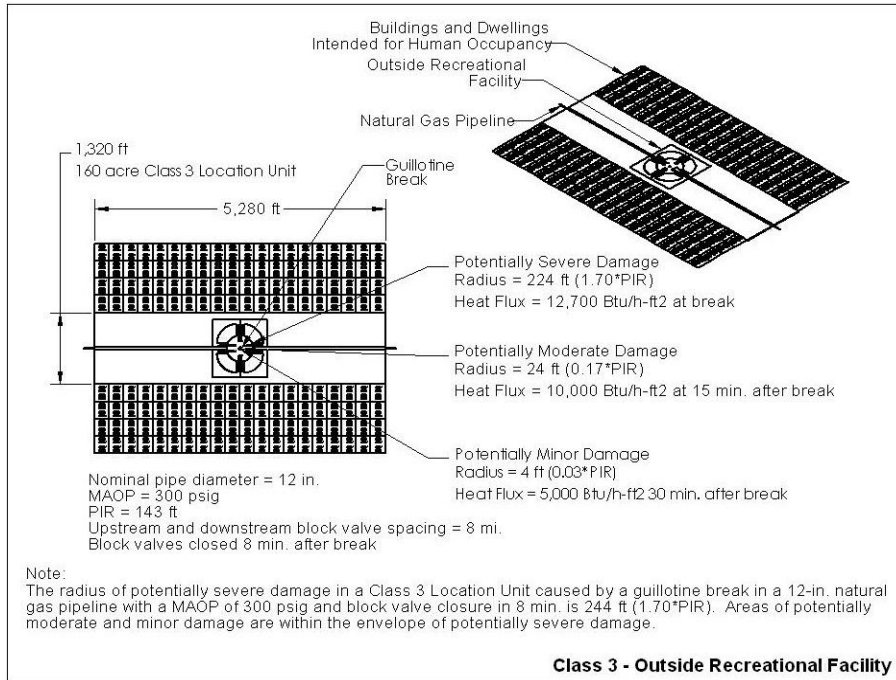 Buildings and Dwellings
Intended for Human Occupancy
Outside Recreational
Facility
Natural Gas Pipeline
1,320 ft
160 acre Class 3 Location Unit
Guillotine
Break
5,280 ft
Potentially Severe Damage
Radius = 224 ft (1.70*PIR)
Heat Flux = 12,700 Btu/h-ft2 at break
Potentially Moderate Damage
Radius = 24 ft (0.17*PIR)
Heat Flux = 10,000 Btu/h-ft2 at 15 min. after break
Potentially Minor Damage
Radius = 4 ft (0.03*PIR)
Heat Flux = 5,000 Btu/h-ft2 30 min. after break
Nominal pipe diameter = 12 in.
MAOP = 300 psig
PIR = 143 ft
Upstream and downstream block valve spacing = 8 mi.
Block valves closed 8 min. after break
Note:
The radius of potentially severe damage in a Class 3 Location Unit caused by a guillotine break in a 12-in. natural
gas pipeline with a MAOP of 300 psig and block valve closure in 8 min. is 244 ft (1.70*PIR).  Areas of potentially
moderate and minor damage are within the envelope of potentially severe damage.
Class 3 - Outside Recreational Facility